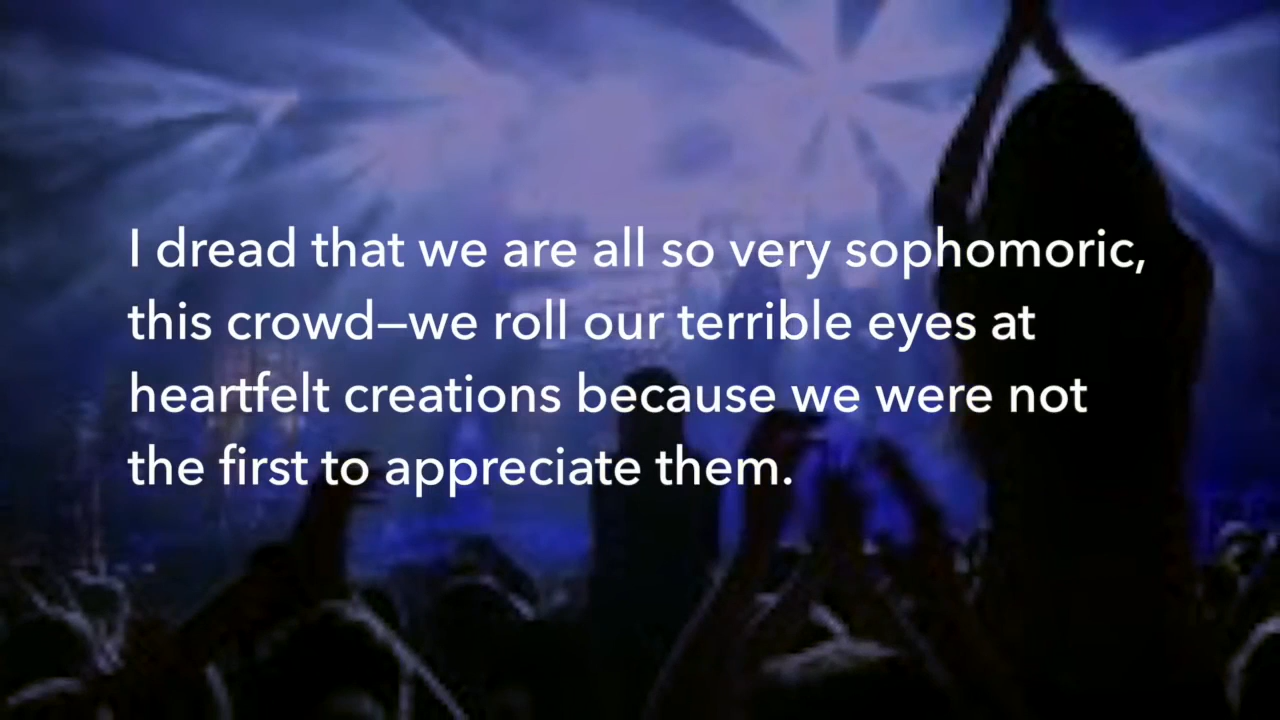 I dread that we are all so very sophomoric,
this crowd—we roll our terrible eyes at
heartfelt creations because we were not
the first to appreciate them.